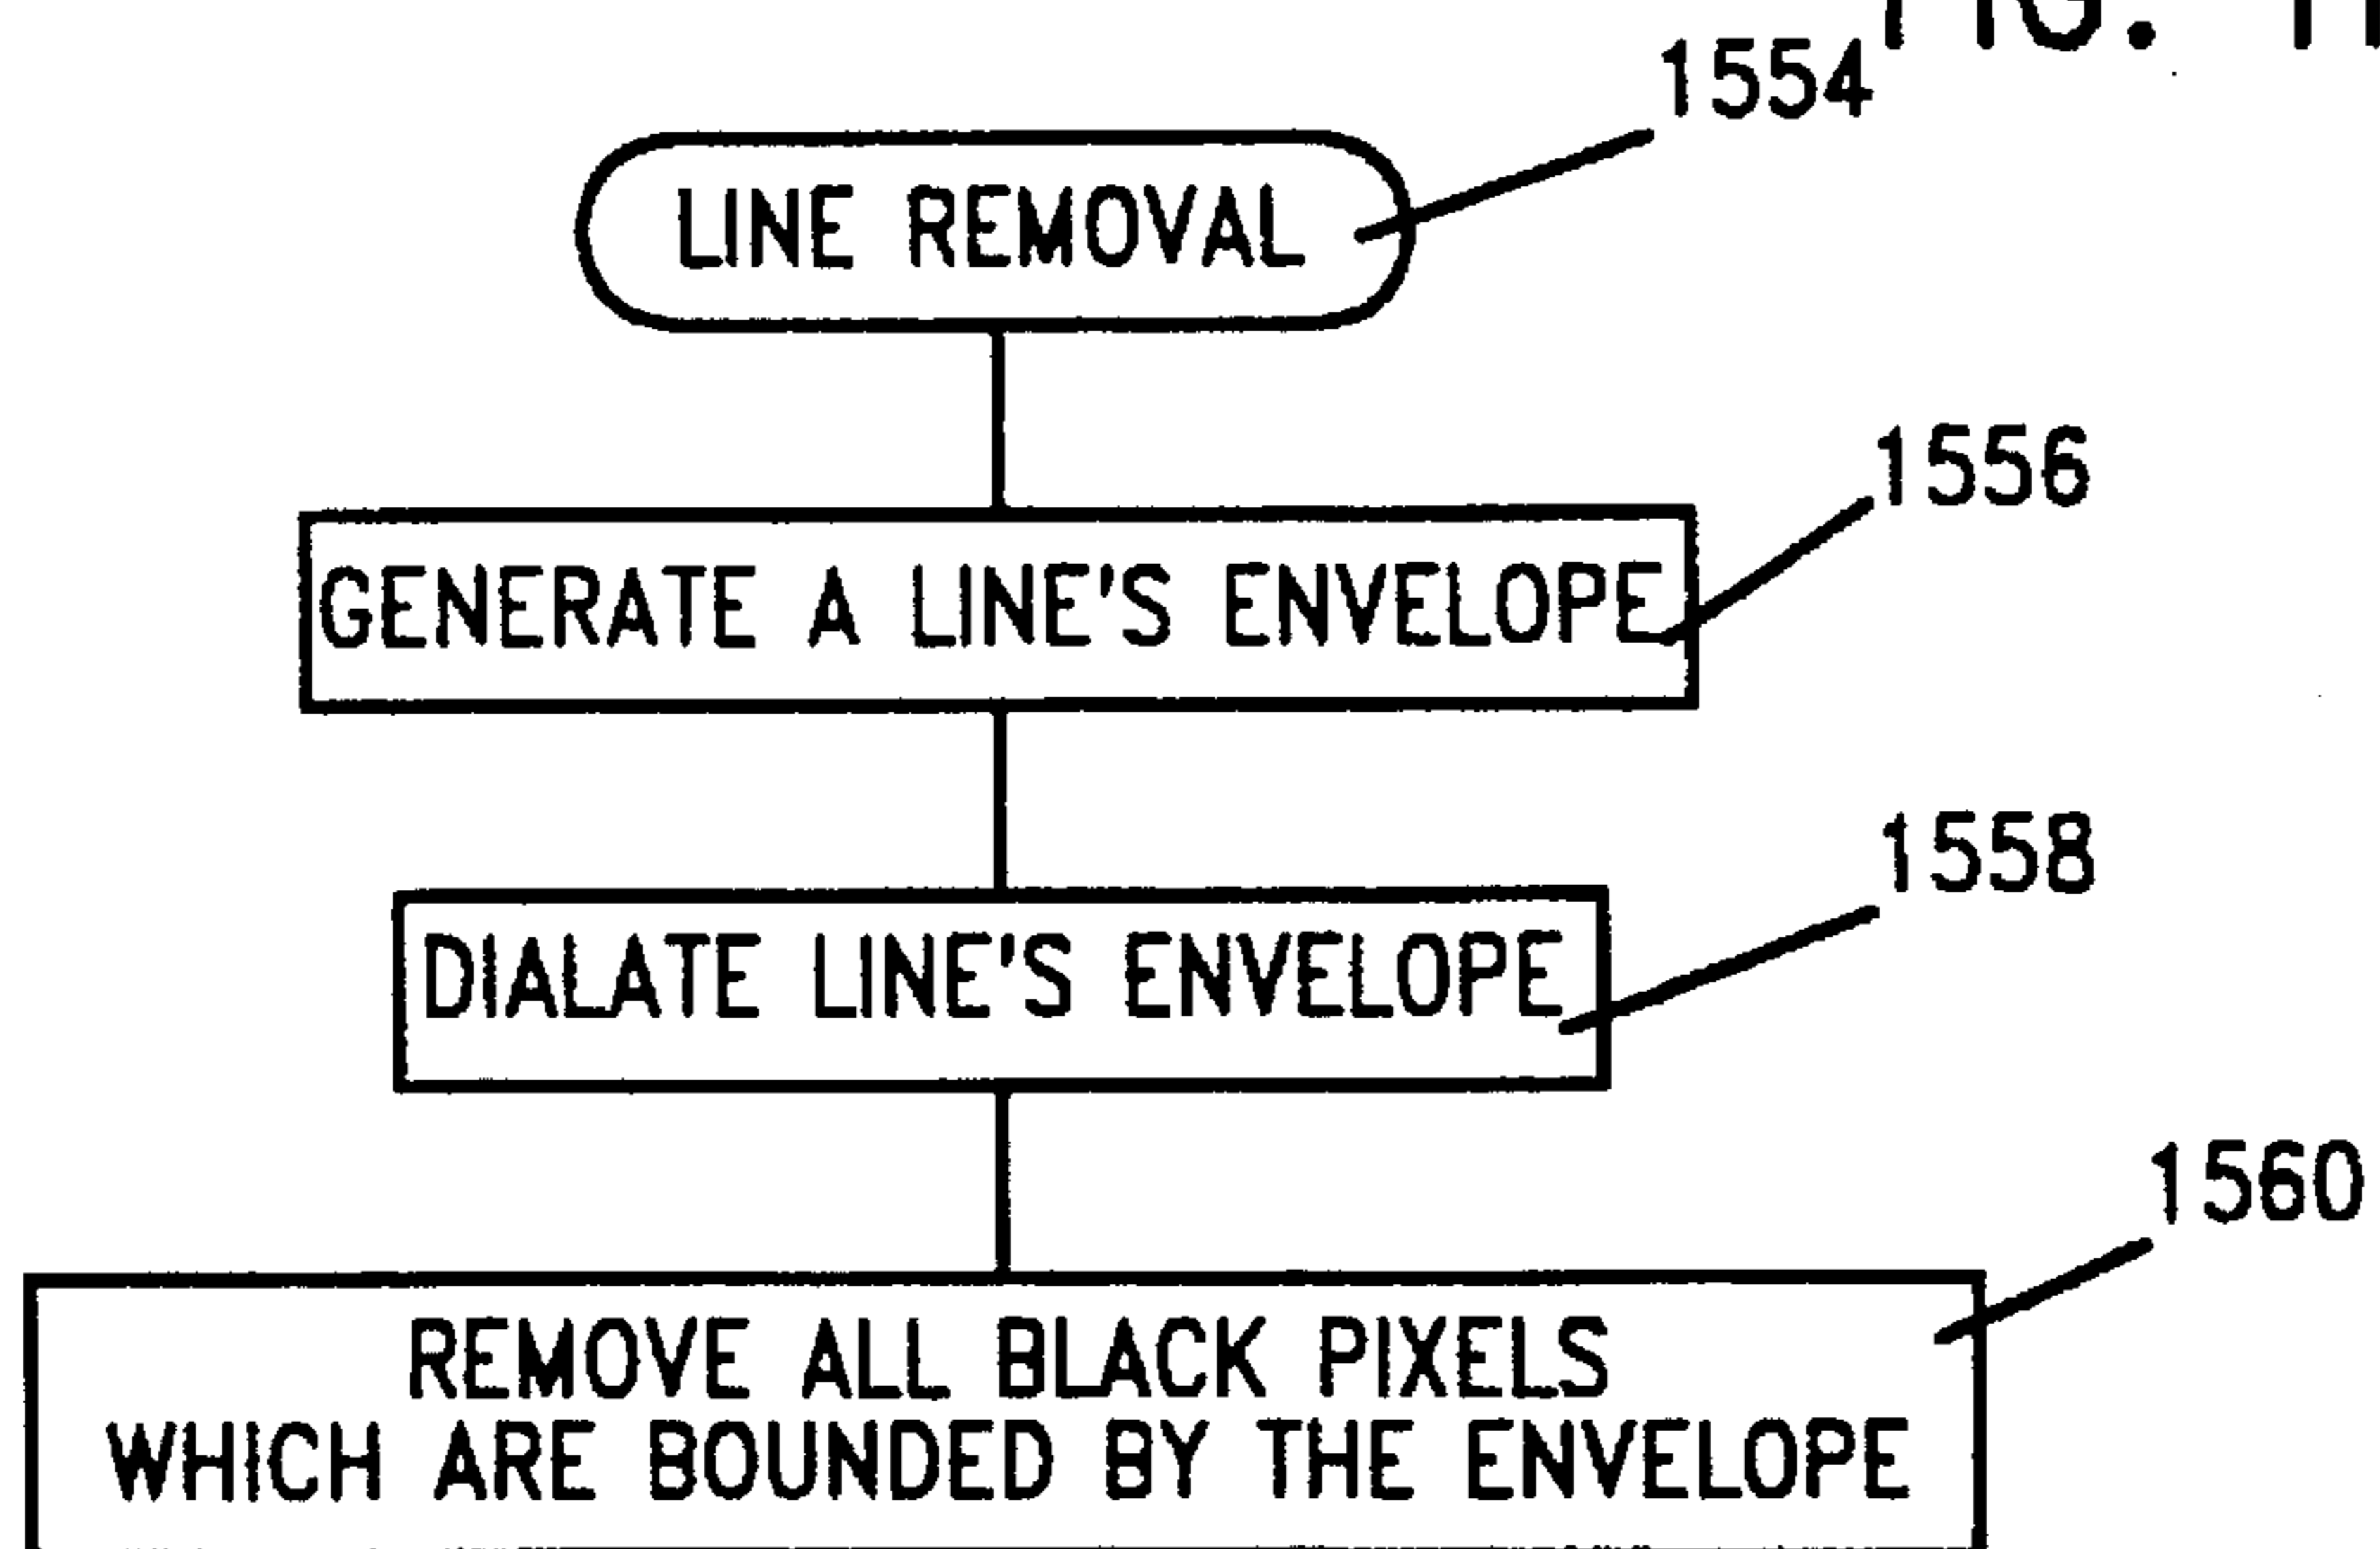 FIG.
1554
LINE REMOVAL
1556
GENERATE A LINE'S ENVELOPE
1558
DIALATE LINE'S ENVELOPE
1560
REMOVE ALL BLACK PIXELS
WHICH ARE BOUNDED BY THE ENVELOPE